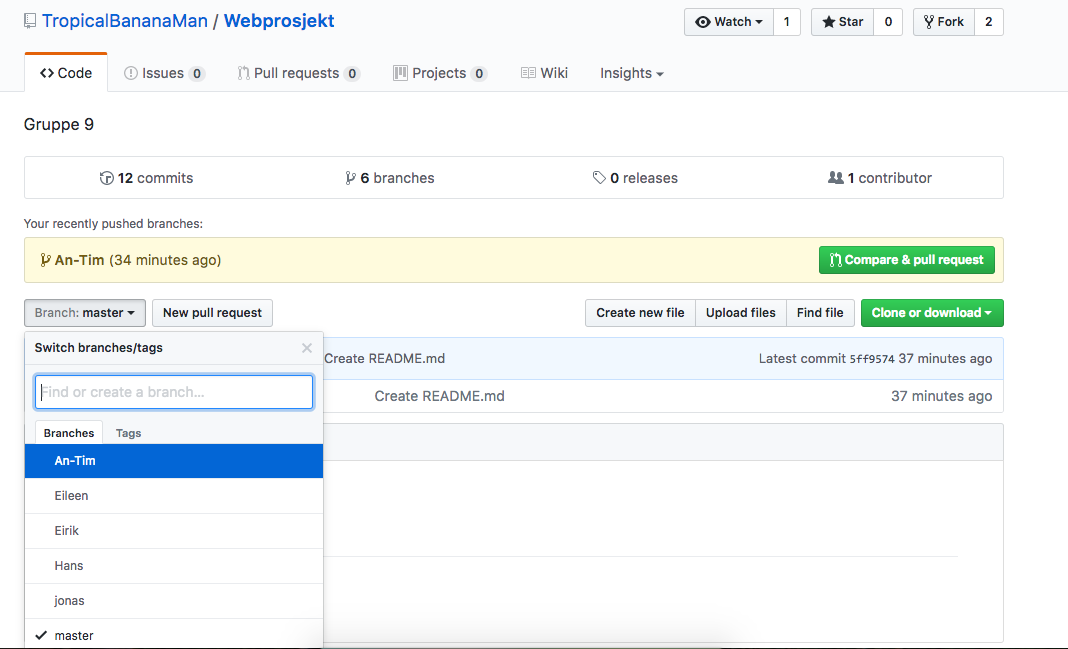 TropicalBananaMan / Webprosjekt
Watch 1 Star 0 Fork 2
Code Issues 0 Pull requests 0 Projects 0 Wiki Insights
Gruppe 9
12 commits 6 branches 0 releases 1 contributor
Your recently pushed branches:
An-Tim (34 minutes ago) Compare & pull request
Branch: master New pull request Create new file Upload files Find file Clone or download
Switch branches/tags
Create README.md Latest commit 5ff9574 37 minutes ago
Find or create a branch...
Create README.md 37 minutes ago
Branches Tags
An-Tim
Eileen
Eirik
Hans
jonas
master